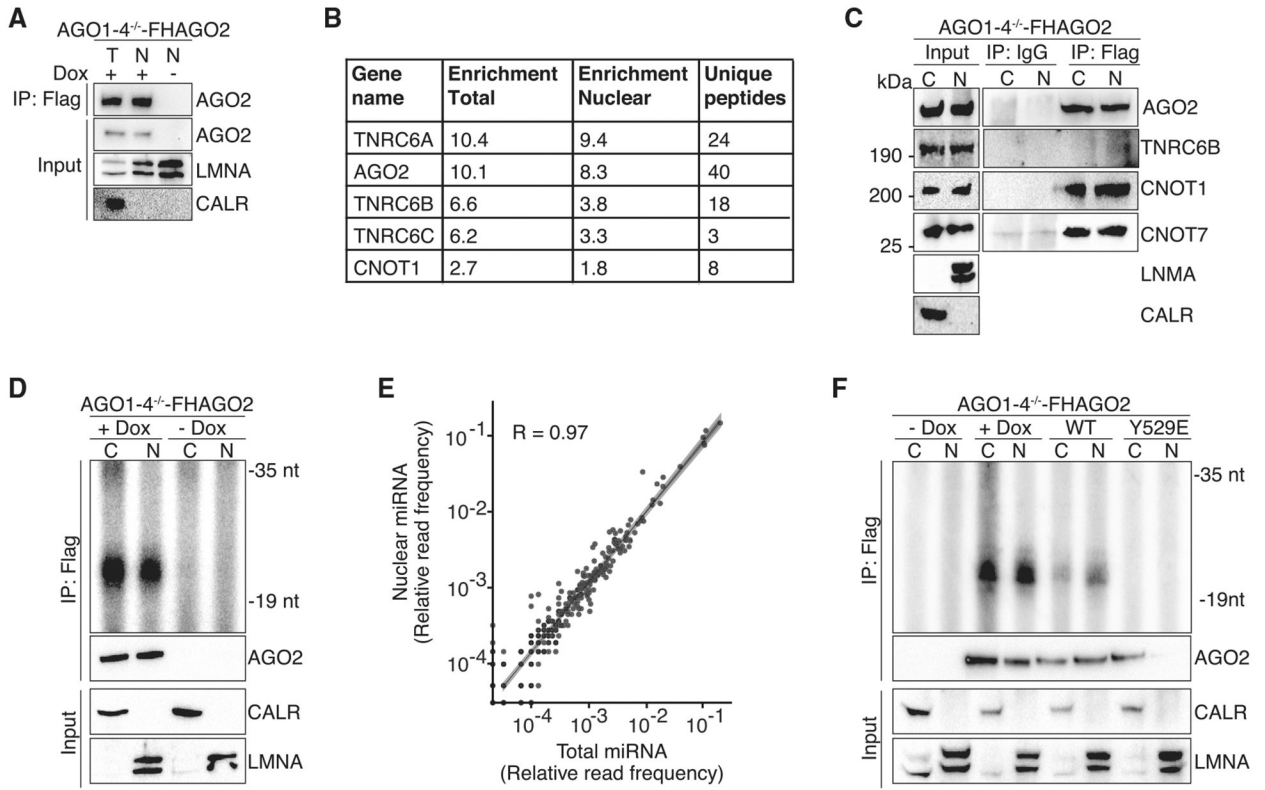 A
AGO1-4-/--FHAGO2
T N N
Dox + + -
IP: Flag AGO2
AGO2
Input LMNA
CALR
B
Gene name Enrichment Total Enrichment Nuclear Unique peptides
TNRC6A 10.4 9.4 24
AGO2 10.1 8.3 40
TNRC6B 6.6 3.8 18
TNRC6C 6.2 3.3 3
CNOT1 2.7 1.8 8
C
AGO1-4-/--FHAGO2
Input IP: IgG IP: Flag
kDa C N C N C N
AGO2
190 - TNRC6B
200 - CNOT1
25 - CNOT7
LNMA
CALR
D
AGO1-4-/--FHAGO2
+ Dox - Dox
C N C N
-35 nt
IP: Flag
-19 nt
AGO2
Input
CALR
LMNA
E
R = 0.97
Nuclear miRNA
(Relative read frequency)
10-1
10-2
10-3
10-4
10-4 10-3 10-2 10-1
Total miRNA
(Relative read frequency)
F
AGO1-4-/--FHAGO2
- Dox + Dox WT Y529E
C N C N C N C N
-35 nt
IP: Flag
-19nt
AGO2
Input
CALR
LMNA